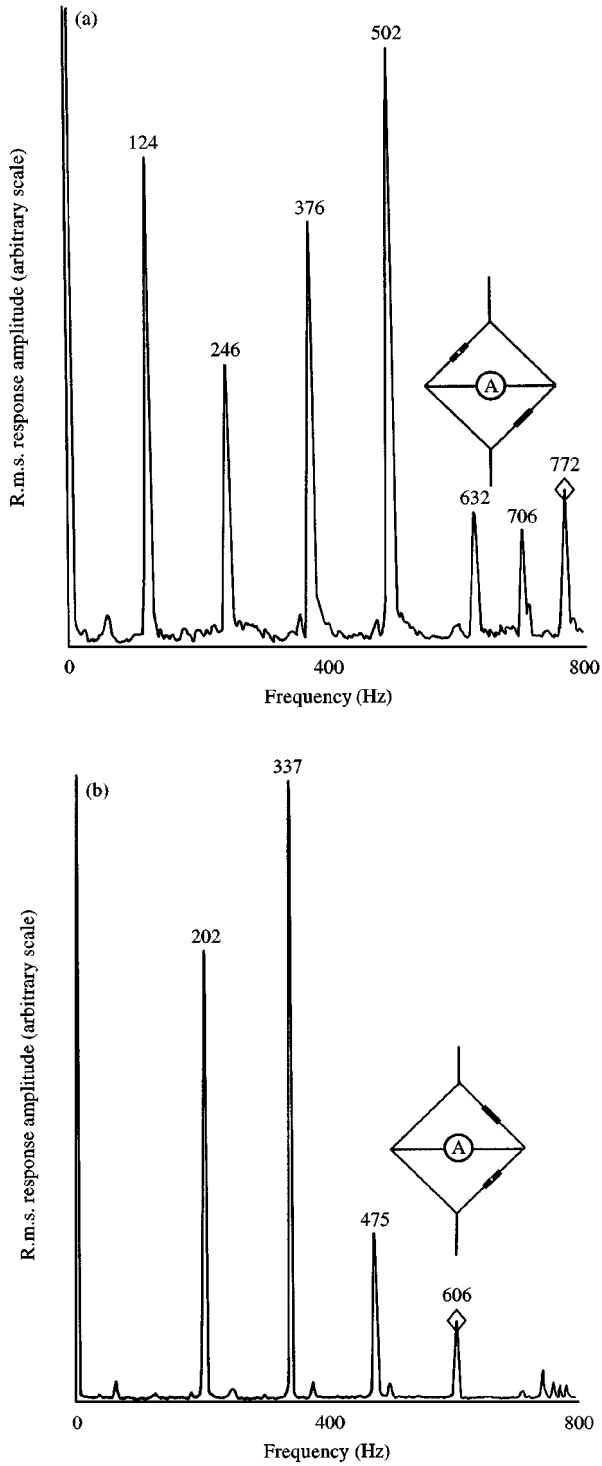 (a)
502
124
376
246
R.m.s. response amplitude (arbitrary scale)
A
772
632
706
0
400
800
Frequency (Hz)
337
(b)
202
R.m.s. response amplitude (arbitrary scale)
A
475
606
0
400
800
Frequency (Hz)